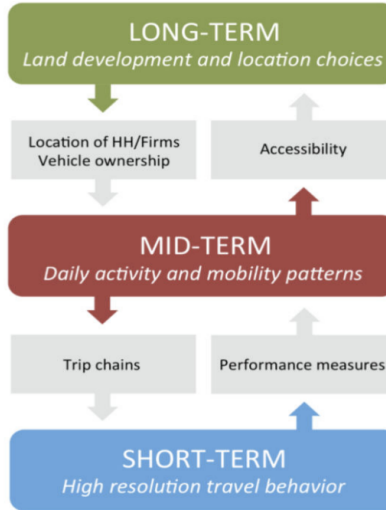 LONG-TERM
Land development and location choices
Location of HH/Firms
Vehicle ownership
Accessibility
MID-TERM
Daily activity and mobility patterns
Trip chains
Performance measures
SHORT-TERM
High resolution travel behavior